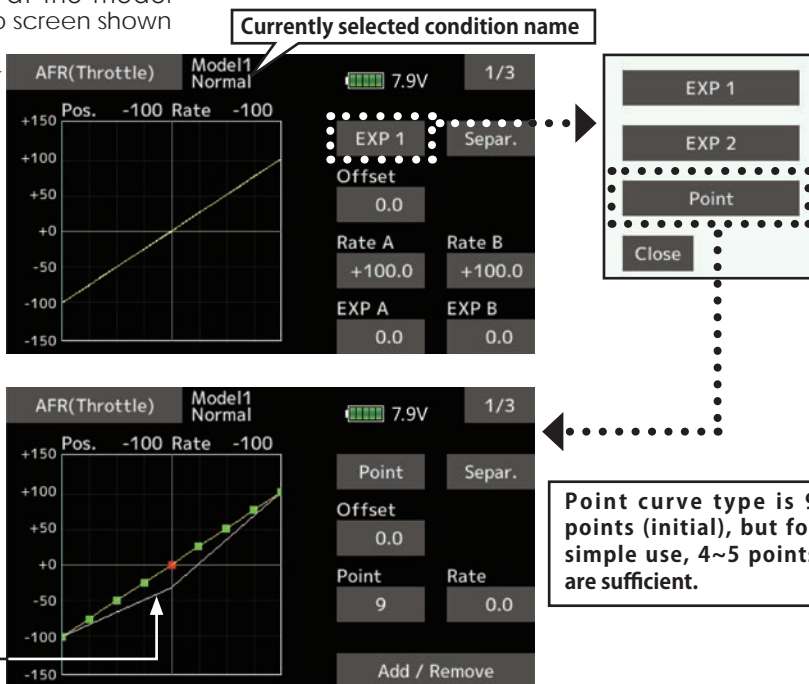 at the model
screen shown
Currently selected condition name
AFR(Throttle)
Model1
Normal
7.9V
1/3
Pos. -100 Rate -100
+150
+100
+50
+0
-50
-100
-150
EXP 1
Separ.
Offset
0.0
Rate A
Rate B
+100.0
+100.0
EXP A
EXP B
0.0
0.0
EXP 1
EXP 2
Point
Close
AFR(Throttle)
Model1
Normal
7.9V
1/3
Pos. -100 Rate -100
+150
+100
+50
+0
-50
-100
-150
Point
Separ.
Offset
0.0
Point
Rate
9
0.0
Add / Remove
Point curve type is 9
points (initial), but fo
simple use, 4~5 points
are sufficient.